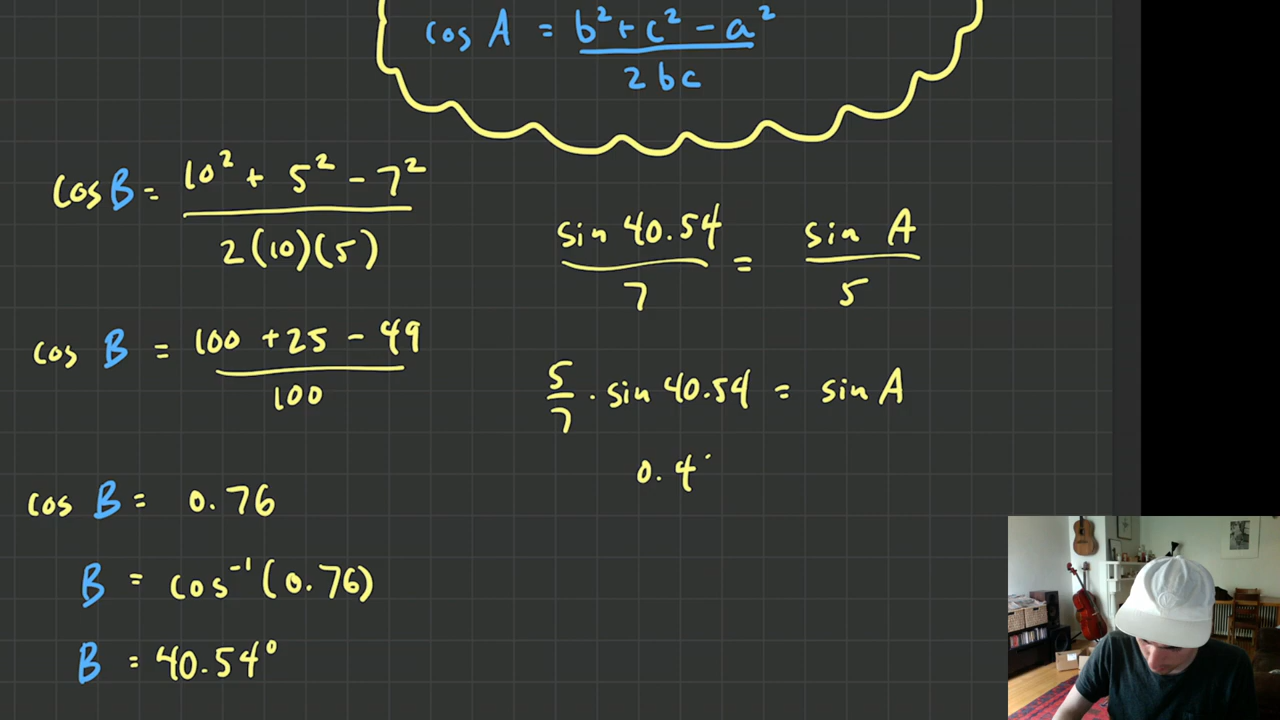 cos A = b² + c² - a² / 2bc
cos B = 10² + 5² - 7² / 2(10)(5)
cos B = 100 + 25 - 49 / 100
cos B = 0.76
B = cos⁻¹(0.76)
B = 40.54°
sin 40.54 / 7 = sin A / 5
5/7 · sin 40.54 = sin A
0.4